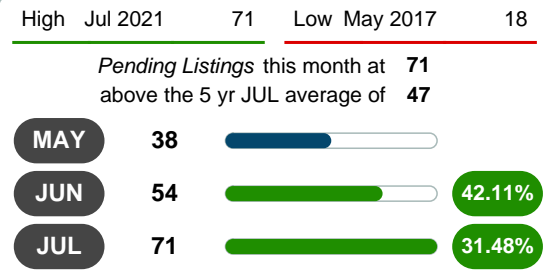 High Jul 2021 71 Low May 2017 18
Pending Listings this month at 71
above the 5 yr JUL average of 47
MAY 38
JUN 54 42.11%
JUL 71 31.48%